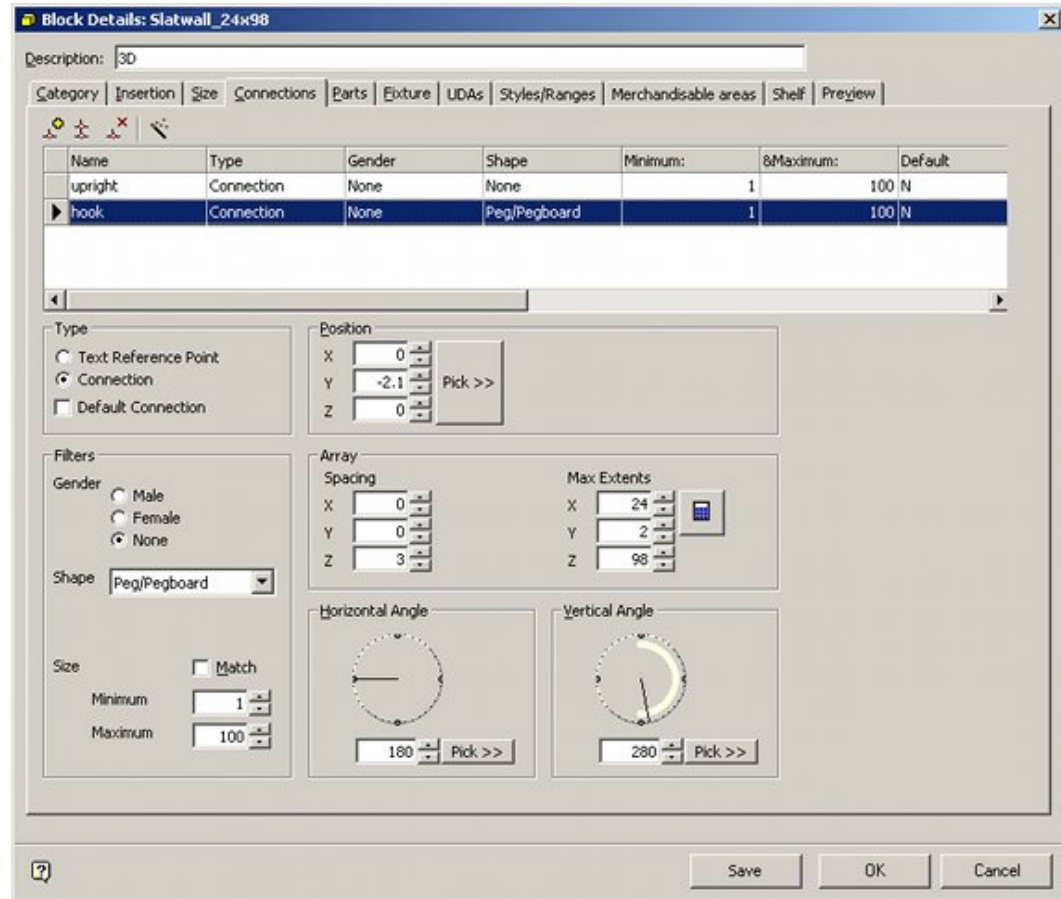 Block Details: Slatwall_24x98
Description: 3D
Category Insertion Size Connections Parts Fixture UDAs Styles/Ranges Merchandisable areas Shelf Preview
Name Type Gender Shape Minimum: &Maximum: Default
upright Connection None None 1 100 N
hook Connection None Peg/Pegboard 1 100 N
Type
Text Reference Point
Connection
Default Connection
Position
X 0
Y -2.1
Z 0
Pick >>
Filters
Gender
Male
Female
None
Shape Peg/Pegboard
Size Match
Minimum 1
Maximum 100
Array
Spacing
X 0
Y 0
Z 3
Max Extents
X 24
Y 2
Z 98
Horizontal Angle
180 Pick >>
Vertical Angle
280 Pick >>
Save OK Cancel